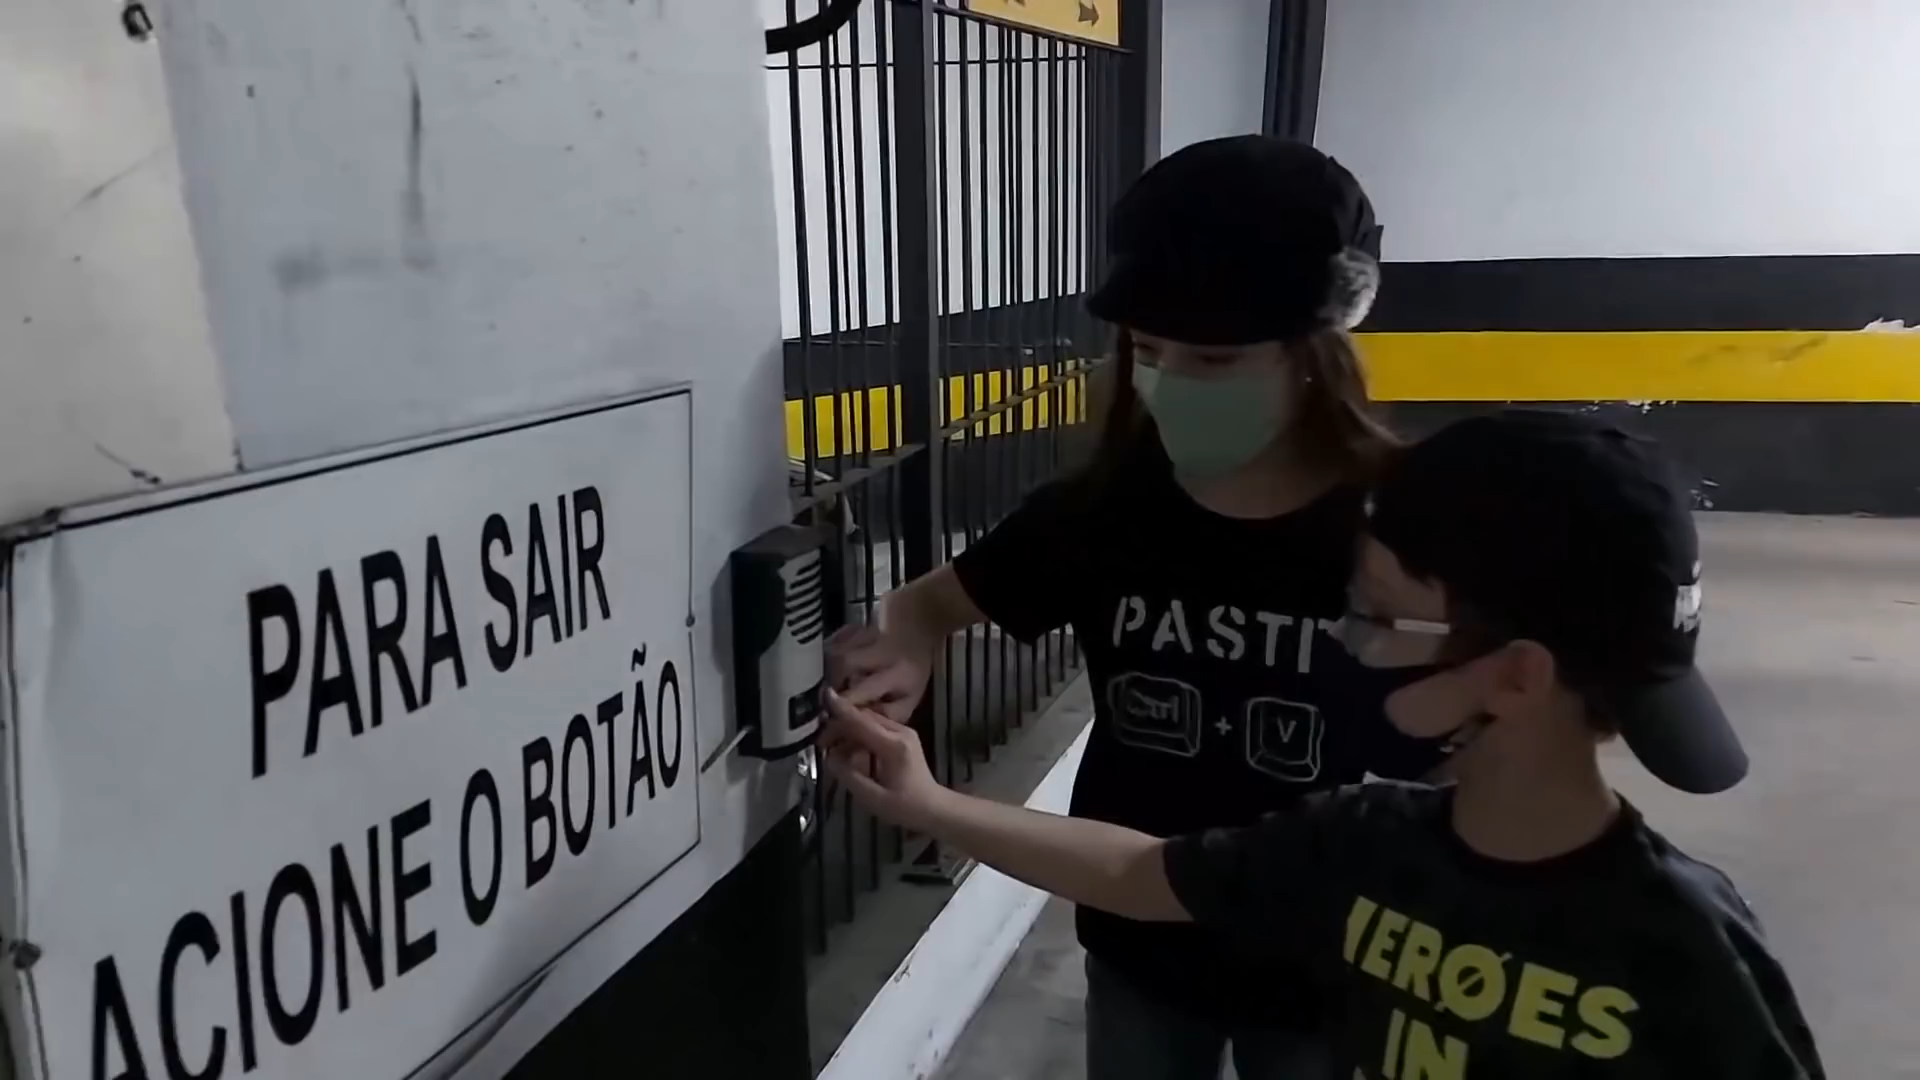 PARA SAIR
ACIONE O BOTÃO
PASTI
Ctrl + V
HERØES
IN